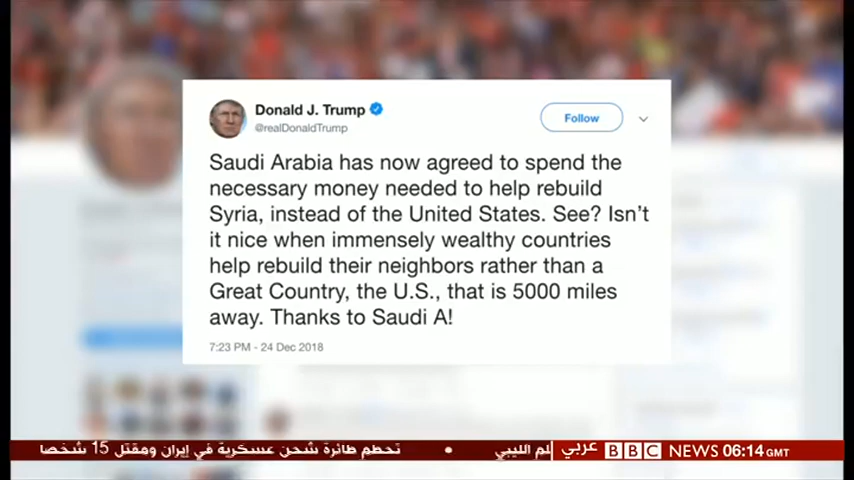 Donald J. Trump
@realDonaldTrump
Follow
Saudi Arabia has now agreed to spend the
necessary money needed to help rebuild
Syria, instead of the United States. See? Isn't
it nice when immensely wealthy countries
help rebuild their neighbors rather than a
Great Country, the U.S., that is 5000 miles
away. Thanks to Saudi A!
7:23 PM - 24 Dec 2018
تحطم طائرة شحن عسكرية في إيران ومقتل 15 شخصا • لم الليبي
عربي BBC NEWS 06:14 GMT